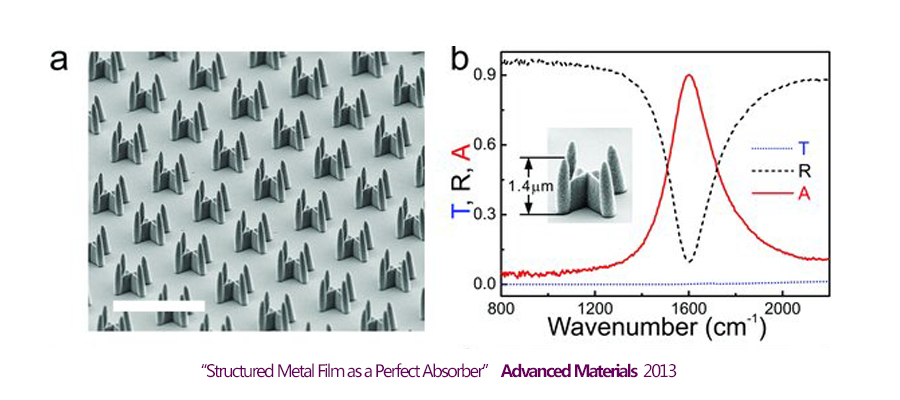 a
b
T, R, A
0.9
0.6
0.3
0.0
1.4μm
T
R
A
800
1200
1600
2000
Wavenumber (cm⁻¹)
“Structured Metal Film as a Perfect Absorber” Advanced Materials 2013